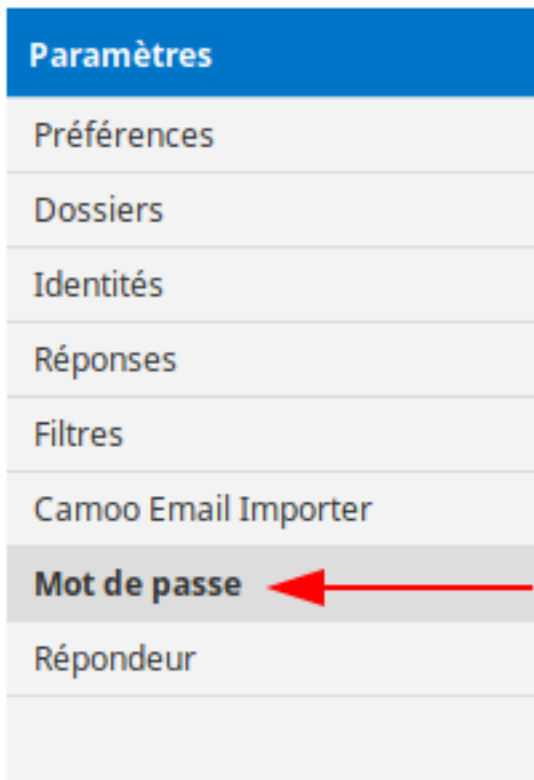 Paramètres
Préférences
Dossiers
Identités
Réponses
Filtres
Camoo Email Importer
Mot de passe
Répondeur